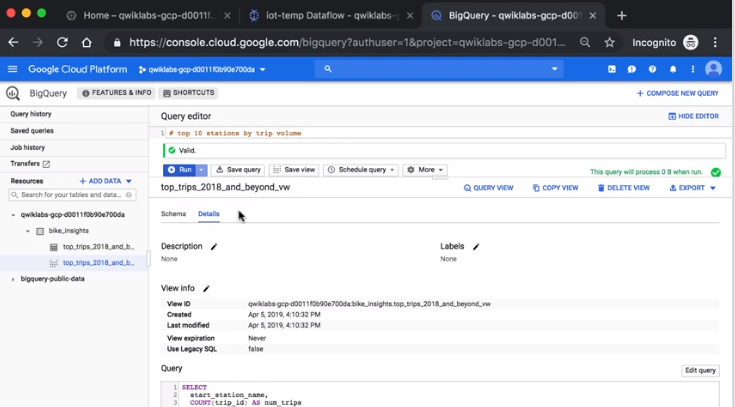 Home – qwiklabs-gcp-d0011f
iot-temp Dataflow - qwiklabs-g
BigQuery - qwiklabs-gcp-d001
https://console.cloud.google.com/bigquery?authuser=1&project=qwiklabs-gcp-d001...
Incognito
Google Cloud Platform
qwiklabs-gcp-d0011f0b90e700da
BigQuery
FEATURES & INFO
SHORTCUTS
+ COMPOSE NEW QUERY
Query history
Saved queries
Job history
Transfers
Resources
+ ADD DATA
Search for your tables and data...
qwiklabs-gcp-d0011f0b90e700da
bike_insights
top_trips_2018_and_b...
top_trips_2018_and_b...
bigquery-public-data
Query editor
HIDE EDITOR
1 # top 10 stations by trip volume
Valid.
Run
Save query
Save view
Schedule query
More
This query will process 0 B when run.
top_trips_2018_and_beyond_vw
QUERY VIEW
COPY VIEW
DELETE VIEW
EXPORT
Schema
Details
Description
Labels
None
None
View info
View ID qwiklabs-gcp-d0011f0b90e700da:bike_insights.top_trips_2018_and_beyond_vw
Created Apr 5, 2019, 4:10:32 PM
Last modified Apr 5, 2019, 4:10:32 PM
View expiration Never
Use Legacy SQL false
Query
Edit query
1 SELECT
2 start_station_name,
3 COUNT(trip_id) AS num_trips